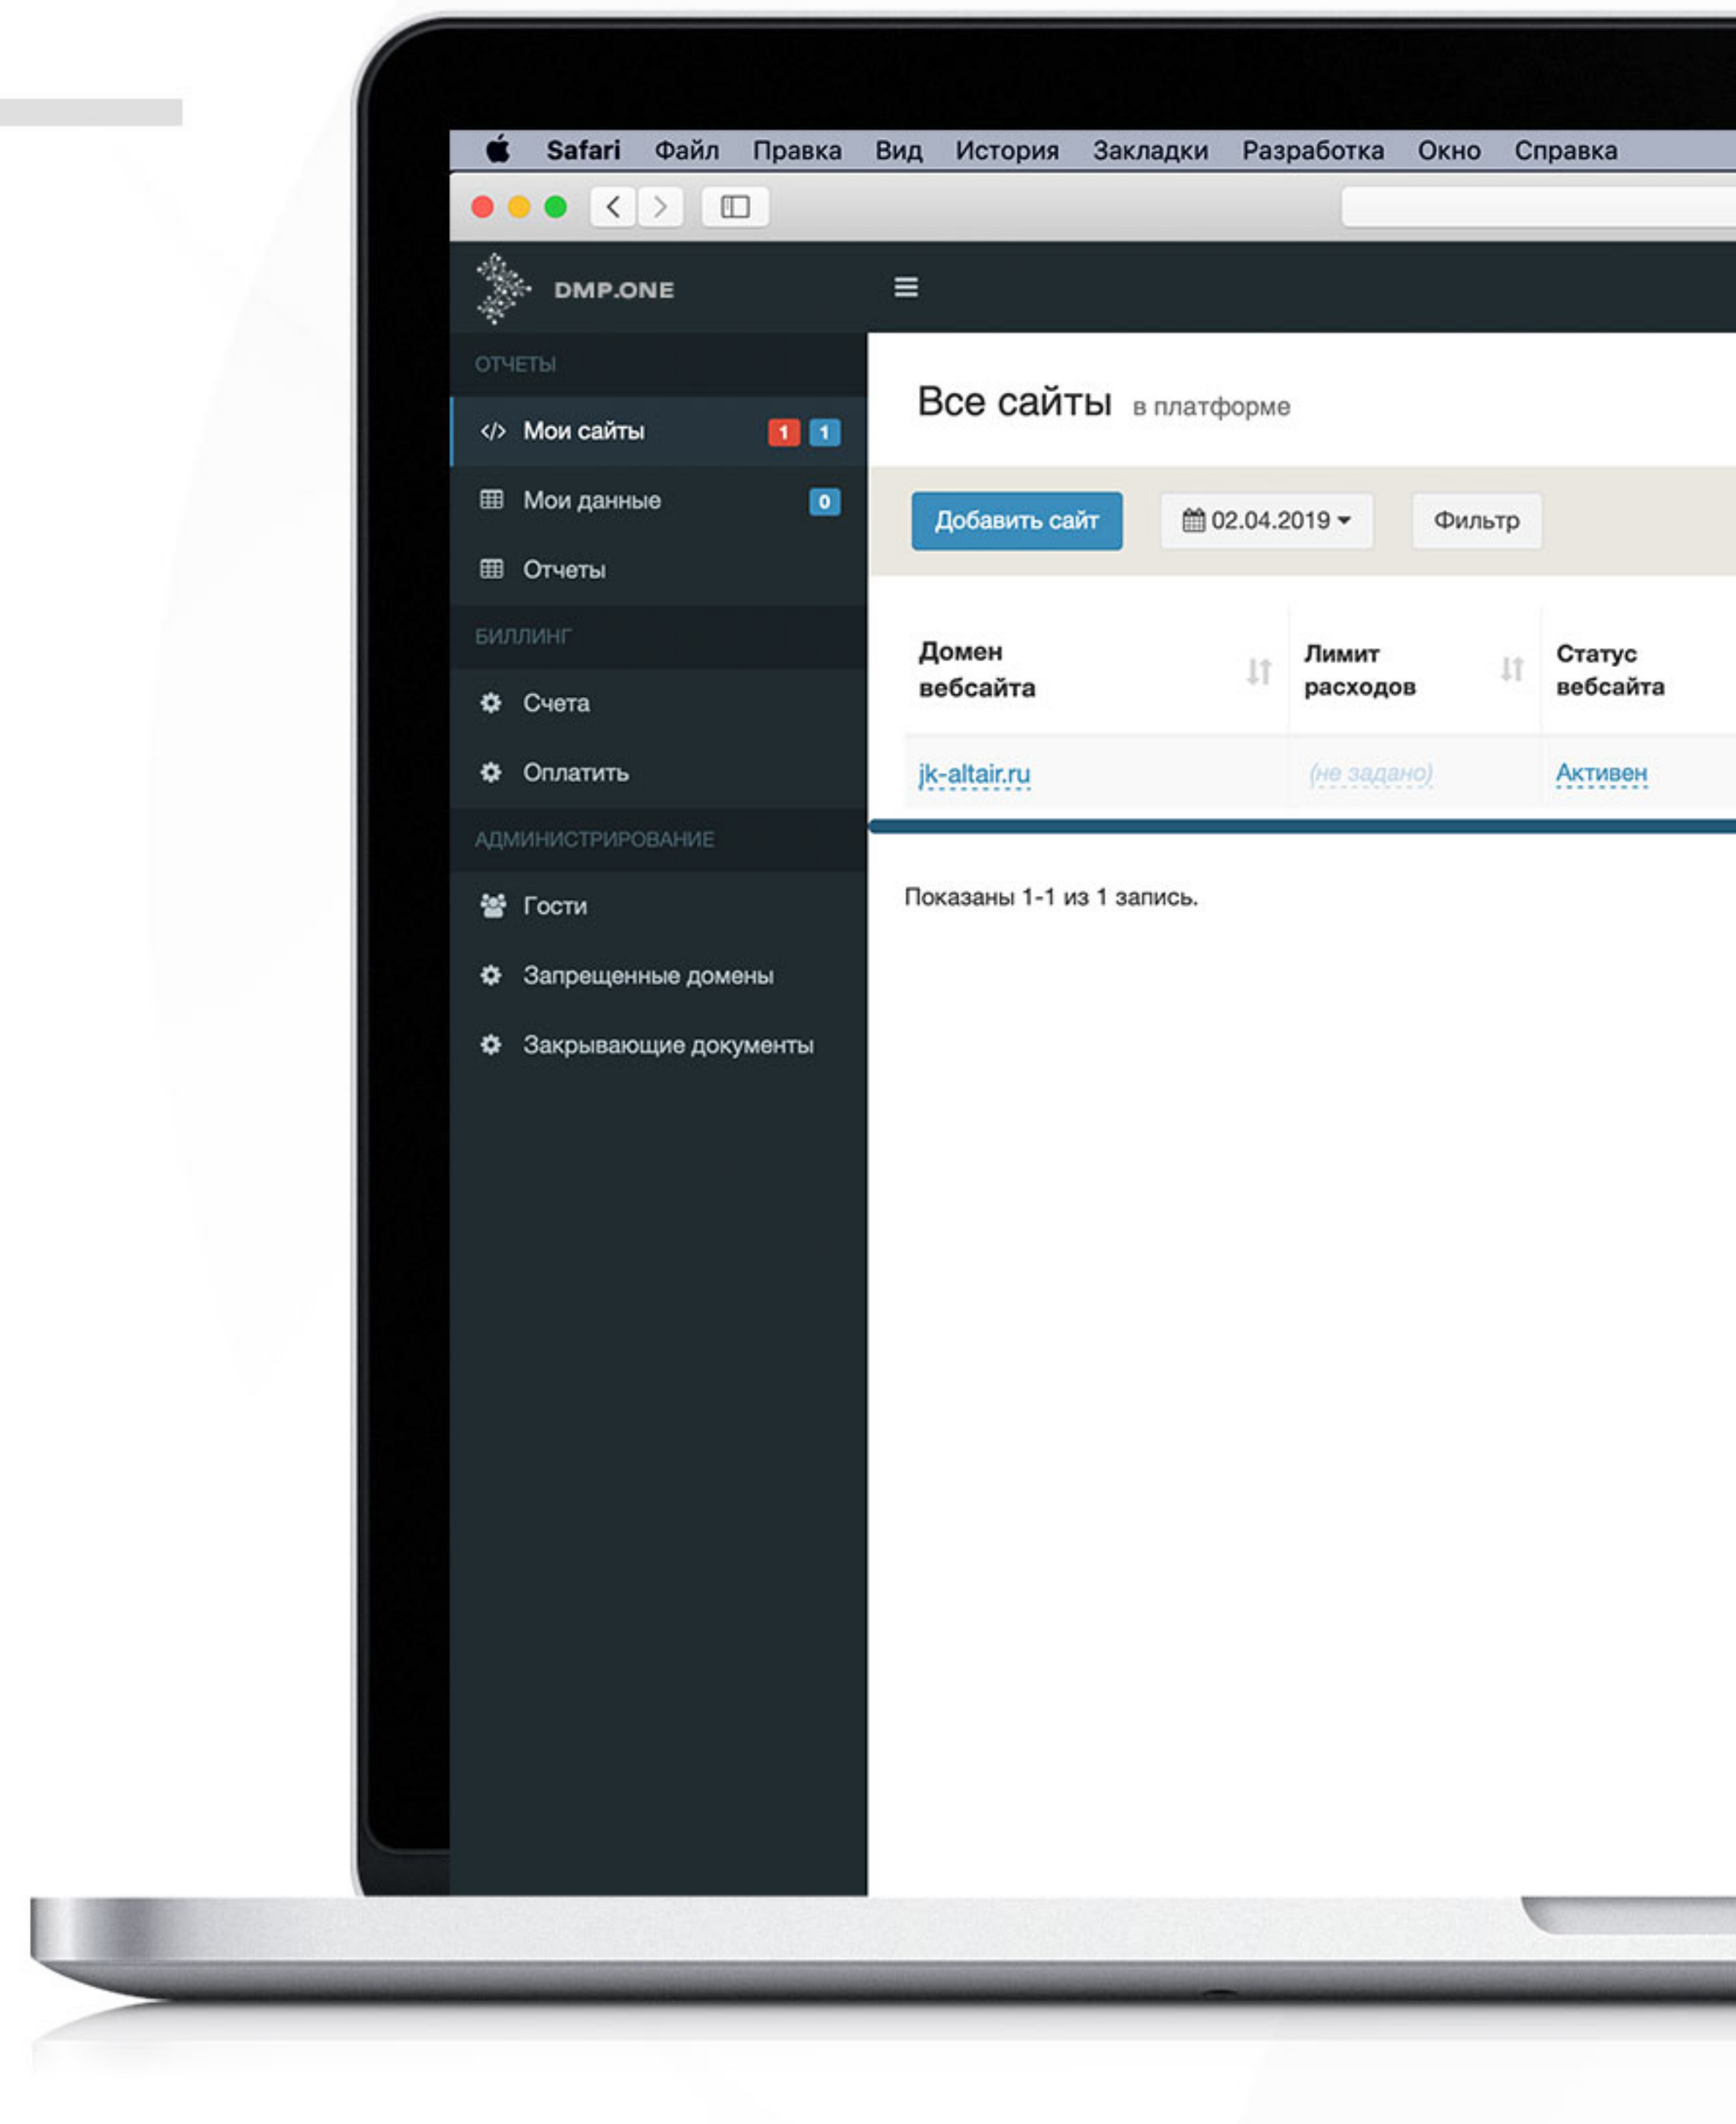 Safari Файл Правка Вид История Закладки Разработка Окно Справка
DMP.ONE
ОТЧЕТЫ
Мои сайты 1 1
Мои данные 0
Отчеты
БИЛЛИНГ
Счета
Оплатить
АДМИНИСТРИРОВАНИЕ
Гости
Запрещенные домены
Закрывающие документы
Все сайты в платформе
Добавить сайт 02.04.2019 Фильтр
Домен
вебсайта
Лимит
расходов
Статус
вебсайта
jk-altair.ru (не задано) Активен
Показаны 1-1 из 1 запись.